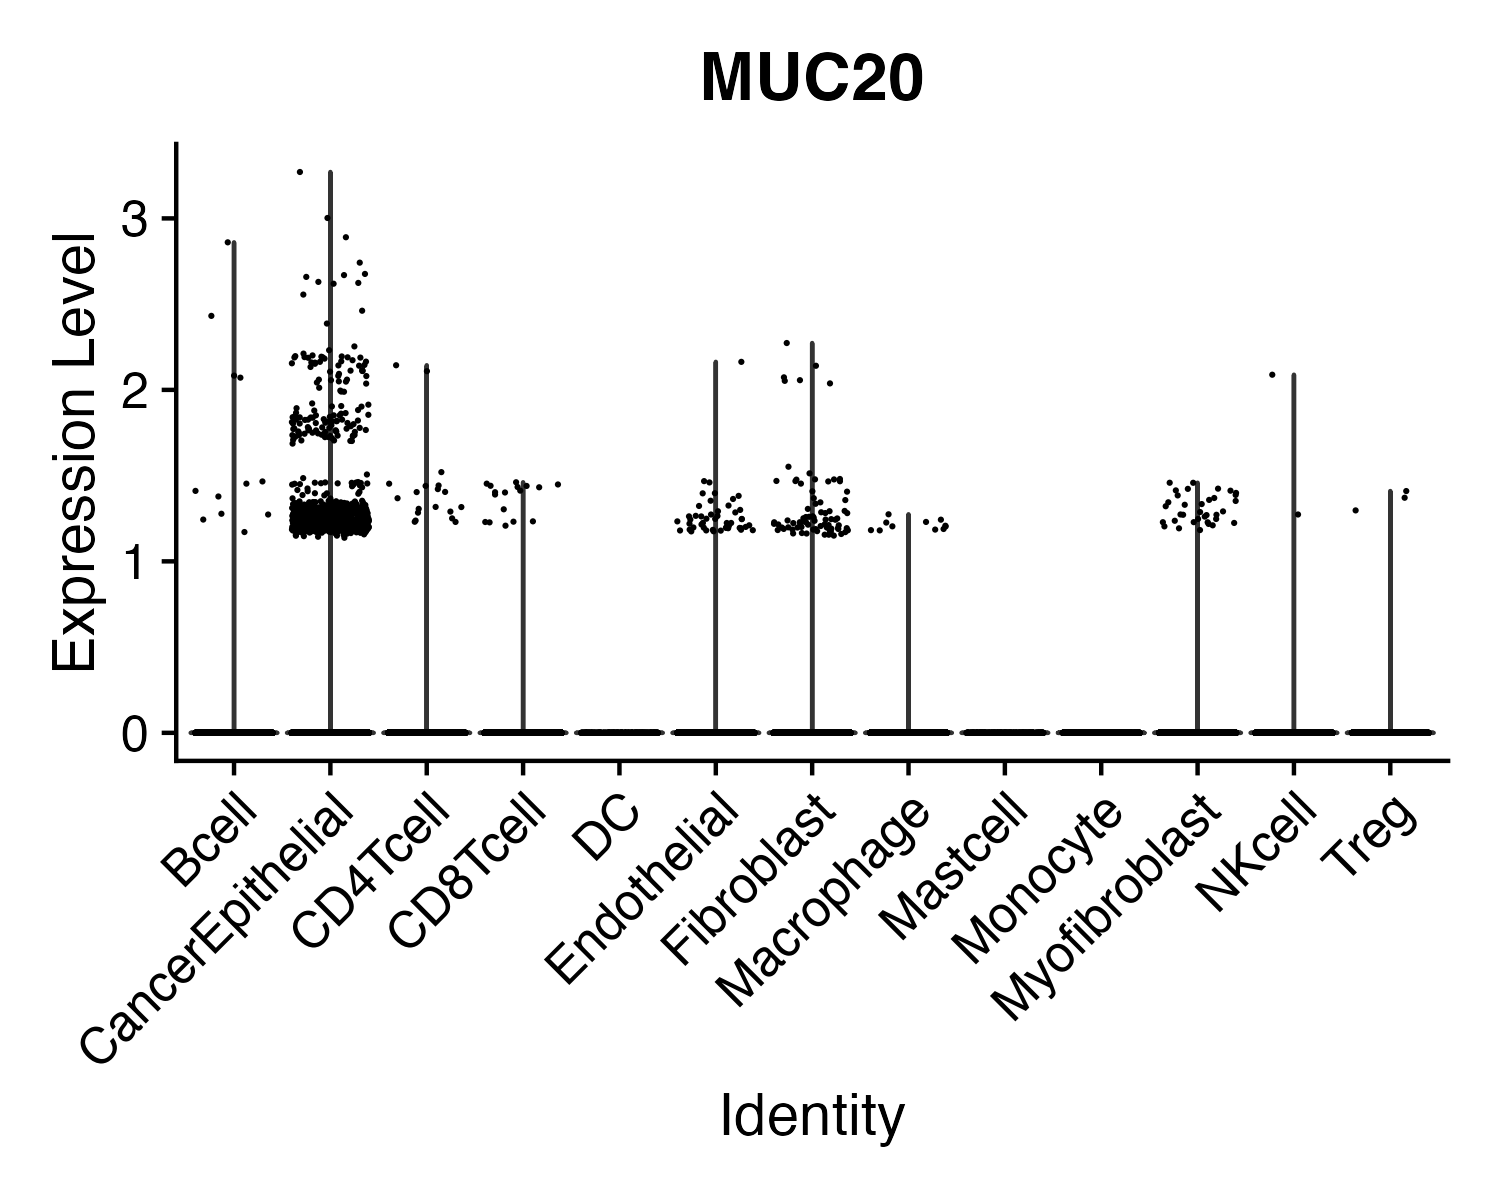 MUC20
Expression Level
3
2
1
0
Bcell
CancerEpithelial
CD4Tcell
CD8Tcell
DC
Endothelial
Fibroblast
Macrophage
Mastcell
Monocyte
Myofibroblast
NKcell
Treg
Identity